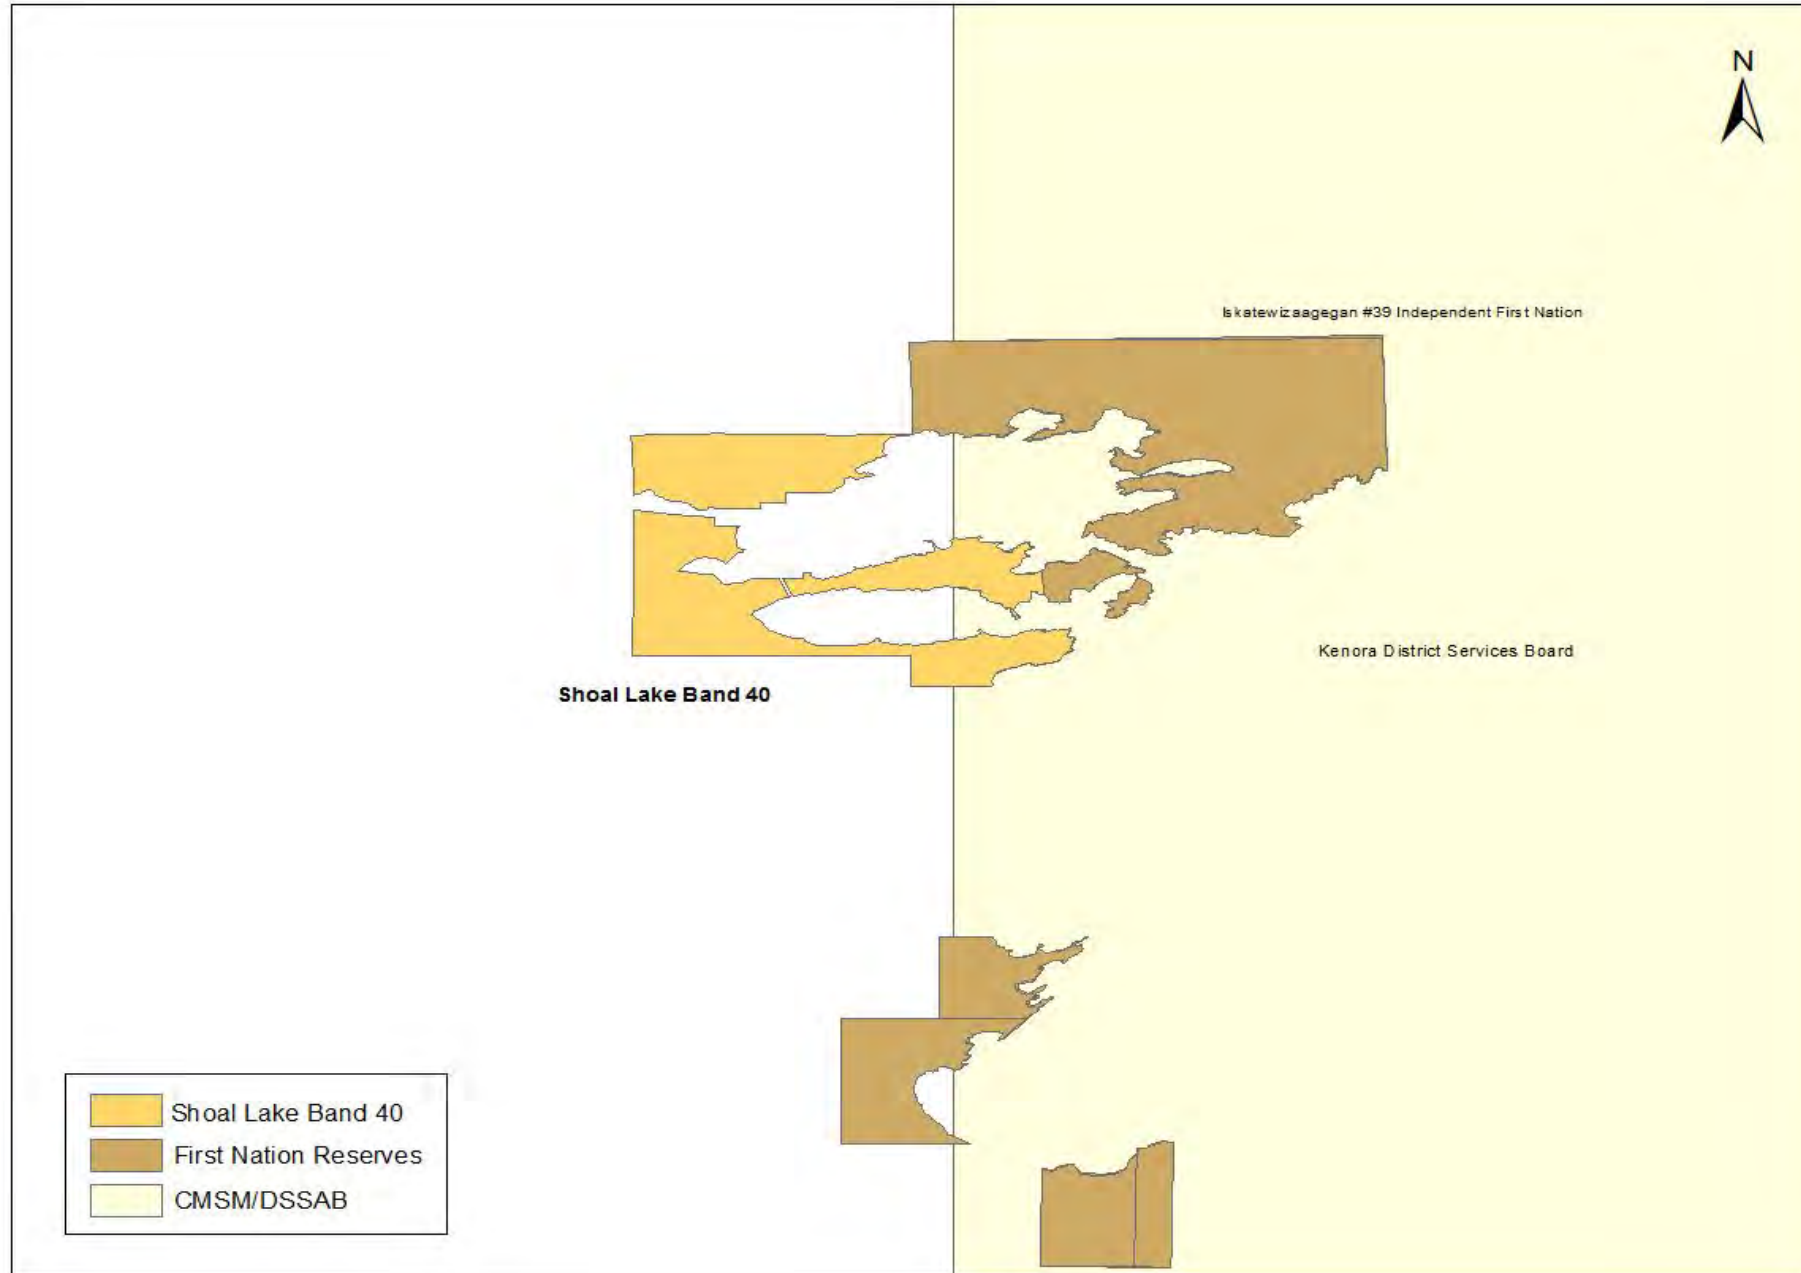 N
Iskatewizaagegan #39 Independent First Nation
Kenora District Services Board
Shoal Lake Band 40
Shoal Lake Band 40
First Nation Reserves
CMSM/DSSAB